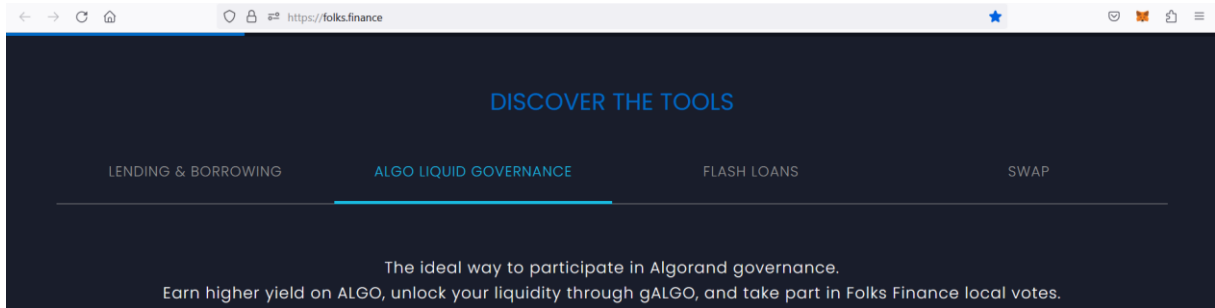 https://folks.finance
DISCOVER THE TOOLS
LENDING & BORROWING ALGO LIQUID GOVERNANCE FLASH LOANS SWAP
The ideal way to participate in Algorand governance.
Earn higher yield on ALGO, unlock your liquidity through gALGO, and take part in Folks Finance local votes.